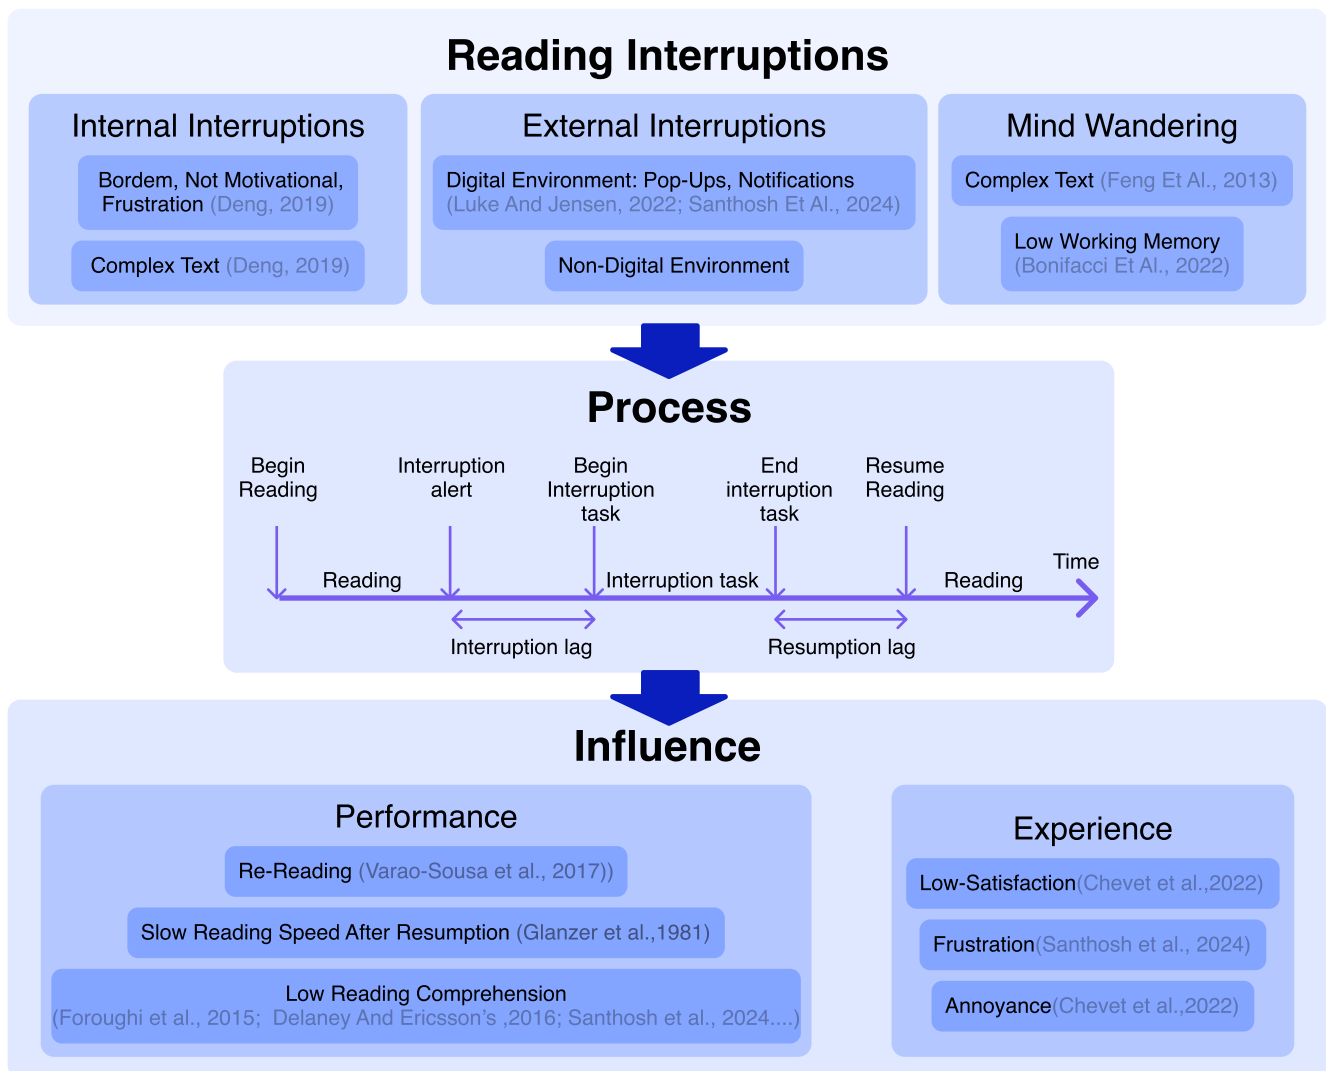 Reading Interruptions
Internal Interruptions
Bordem, Not Motivational,
Frustration (Deng, 2019)
Complex Text (Deng, 2019)
External Interruptions
Digital Environment: Pop-Ups, Notifications
(Luke And Jensen, 2022; Santhosh Et Al., 2024)
Non-Digital Environment
Mind Wandering
Complex Text (Feng Et Al., 2013)
Low Working Memory
(Bonifacci Et Al., 2022)
Process
Begin
Reading
Interruption
alert
Begin
Interruption
task
End
interruption
task
Resume
Reading
Time
Reading
Interruption task
Reading
Interruption lag
Resumption lag
Influence
Performance
Re-Reading (Varao-Sousa et al., 2017))
Slow Reading Speed After Resumption (Glanzer et al.,1981)
Low Reading Comprehension
(Foroughi et al., 2015;  Delaney And Ericsson's ,2016; Santhosh et al., 2024....)
Experience
Low-Satisfaction(Chevet et al.,2022)
Frustration(Santhosh et al., 2024)
Annoyance(Chevet et al.,2022)